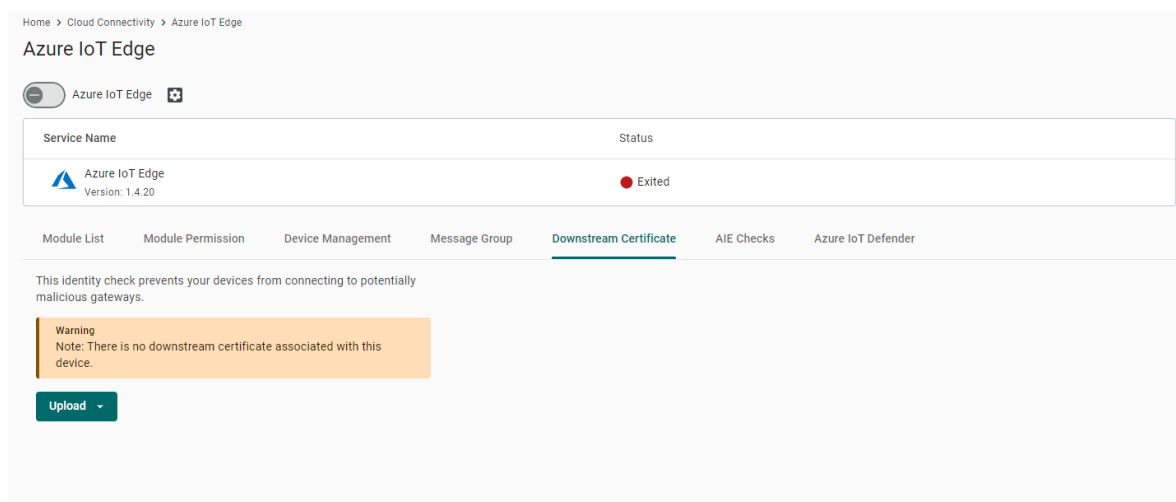 Home > Cloud Connectivity > Azure IoT Edge
Azure IoT Edge
Azure IoT Edge
Service Name Status
Azure IoT Edge
Version: 1.4.20
Exited
Module List Module Permission Device Management Message Group Downstream Certificate AIE Checks Azure IoT Defender
This identity check prevents your devices from connecting to potentially
malicious gateways.
Warning
Note: There is no downstream certificate associated with this
device.
Upload